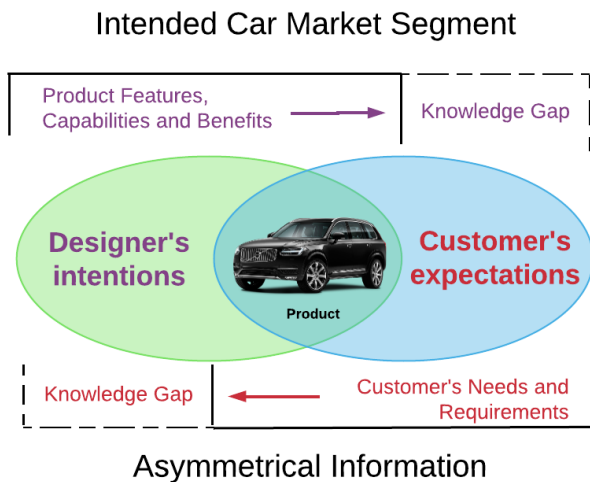 Intended Car Market Segment
Product Features,
Capabilities and Benefits
Knowledge Gap
Designer's
intentions
Customer's
expectations
Product
Knowledge Gap
Customer's Needs and
Requirements
Asymmetrical Information